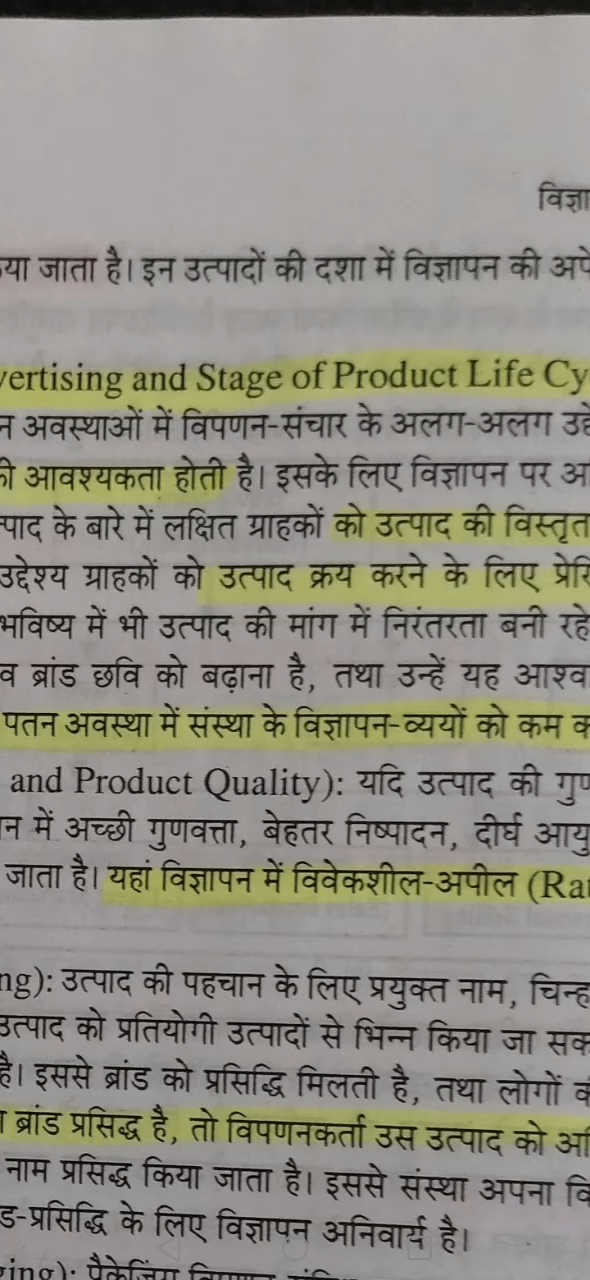 विज्ञा
या जाता है। इन उत्पादों की दशा में विज्ञापन की अपे
vertising and Stage of Product Life Cy
न अवस्थाओं में विपणन-संचार के अलग-अलग उद्दे
ी आवश्यकता होती है। इसके लिए विज्ञापन पर अ
पाद के बारे में लक्षित ग्राहकों को उत्पाद की विस्तृत
उद्देश्य ग्राहकों को उत्पाद क्रय करने के लिए प्रेरि
भविष्य में भी उत्पाद की मांग में निरंतरता बनी रहे
व ब्रांड छवि को बढ़ाना है, तथा उन्हें यह आश्व
पतन अवस्था में संस्था के विज्ञापन-व्ययों को कम क
and Product Quality): यदि उत्पाद की गुण
न में अच्छी गुणवत्ता, बेहतर निष्पादन, दीर्घ आयु
जाता है। यहां विज्ञापन में विवेकशील-अपील (Rat
ng): उत्पाद की पहचान के लिए प्रयुक्त नाम, चिन्ह
उत्पाद को प्रतियोगी उत्पादों से भिन्न किया जा सक
है। इससे ब्रांड को प्रसिद्धि मिलती है, तथा लोगों क
ब्रांड प्रसिद्ध है, तो विपणनकर्ता उस उत्पाद को
नाम प्रसिद्ध किया जाता है। इससे संस्था अपना वि
ड-प्रसिद्धि के लिए विज्ञापन अनिवार्य है।
ging): पैकेजिंग विपणन